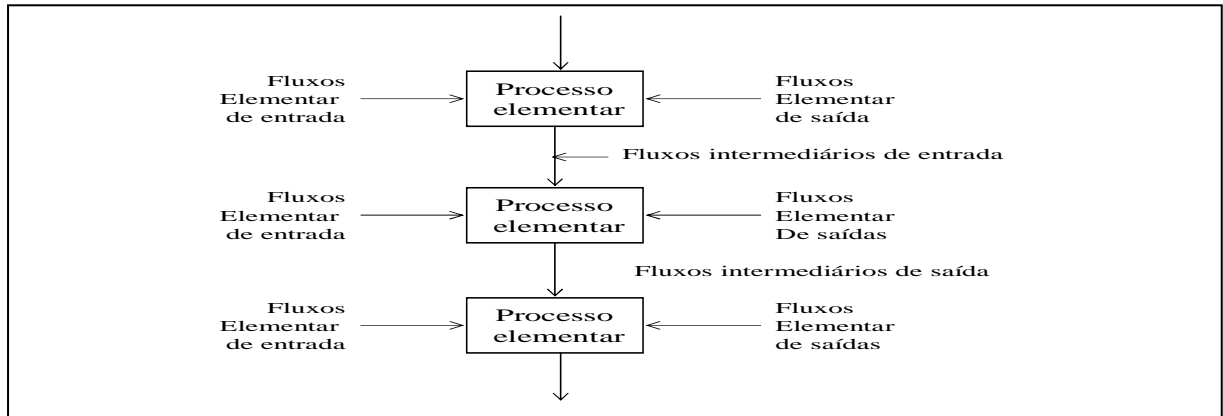 Fluxos
Elementar
de entrada
Processo
elementar
Fluxos
Elementar
de saída
Fluxos intermediários de entrada
Fluxos
Elementar
de entrada
Processo
elementar
Fluxos
Elementar
De saídas
Fluxos intermediários de saída
Fluxos
Elementar
de entrada
Processo
elementar
Fluxos
Elementar
de saídas